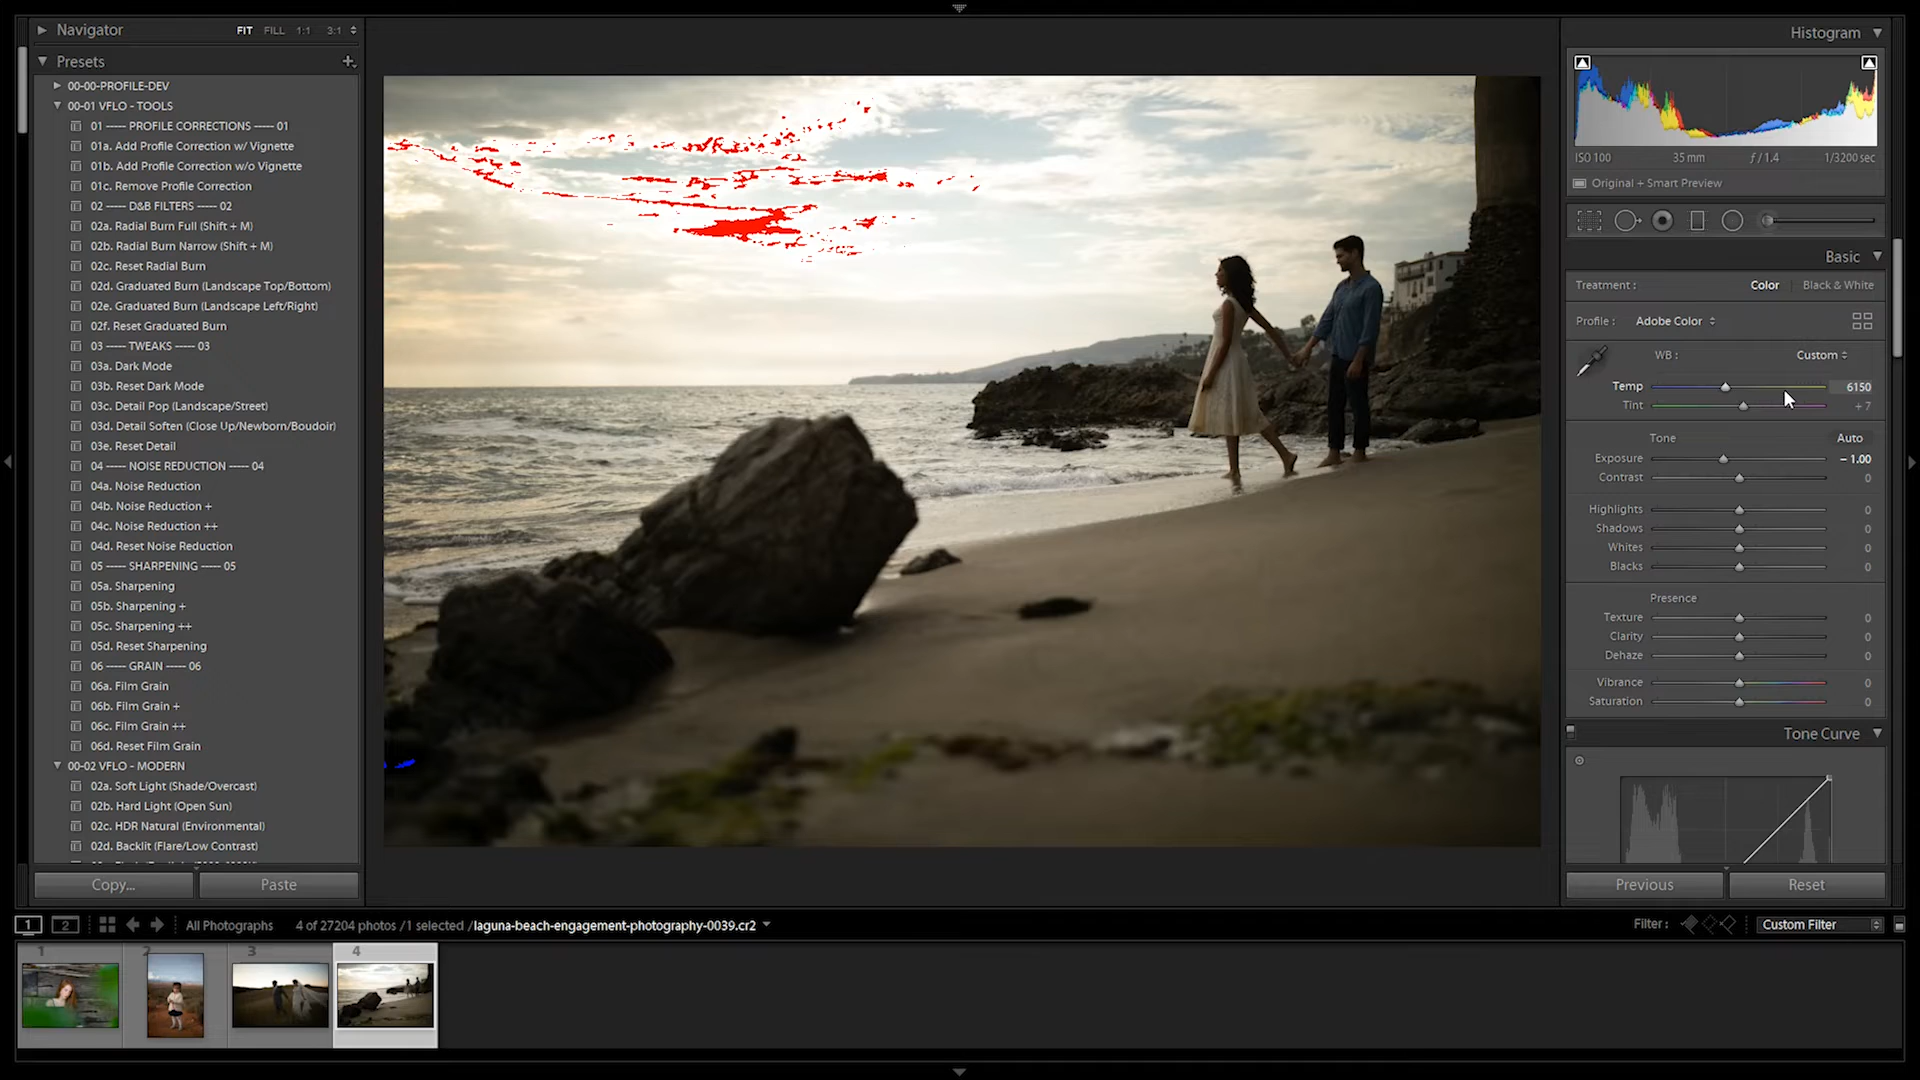 Navigator FIT FILL 1:1 3:1
Presets
00-00-PROFILE-DEV
00-01 VFLO - TOOLS
01 ----- PROFILE CORRECTIONS ----- 01
01a. Add Profile Correction w/ Vignette
01b. Add Profile Correction w/o Vignette
01c. Remove Profile Correction
02 ----- D&B FILTERS ----- 02
02a. Radial Burn Full (Shift + M)
02b. Radial Burn Narrow (Shift + M)
02c. Reset Radial Burn
02d. Graduated Burn (Landscape Top/Bottom)
02e. Graduated Burn (Landscape Left/Right)
02f. Reset Graduated Burn
03 ----- TWEAKS ----- 03
03a. Dark Mode
03b. Reset Dark Mode
03c. Detail Pop (Landscape/Street)
03d. Detail Soften (Close Up/Newborn/Boudoir)
03e. Reset Detail
04 ----- NOISE REDUCTION ----- 04
04a. Noise Reduction
04b. Noise Reduction +
04c. Noise Reduction ++
04d. Reset Noise Reduction
05 ----- SHARPENING ----- 05
05a. Sharpening
05b. Sharpening +
05c. Sharpening ++
05d. Reset Sharpening
06 ----- GRAIN ----- 06
06a. Film Grain
06b. Film Grain +
06c. Film Grain ++
06d. Reset Film Grain
00-02 VFLO - MODERN
02a. Soft Light (Shade/Overcast)
02b. Hard Light (Open Sun)
02c. HDR Natural (Environmental)
02d. Backlit (Flare/Low Contrast)
Copy... Paste
Histogram
ISO 100 35 mm ƒ / 1.4 1/3200 sec
Original + Smart Preview
Basic
Treatment : Color Black & White
Profile : Adobe Color
WB : Custom
Temp 6150
Tint + 7
Tone Auto
Exposure – 1.00
Contrast 0
Highlights 0
Shadows 0
Whites 0
Blacks 0
Presence
Texture 0
Clarity 0
Dehaze 0
Vibrance 0
Saturation 0
Tone Curve
Previous Reset
1 2 All Photographs 4 of 27204 photos /1 selected /laguna-beach-engagement-photography-0039.cr2 Filter : Custom Filter
1 2 3 4